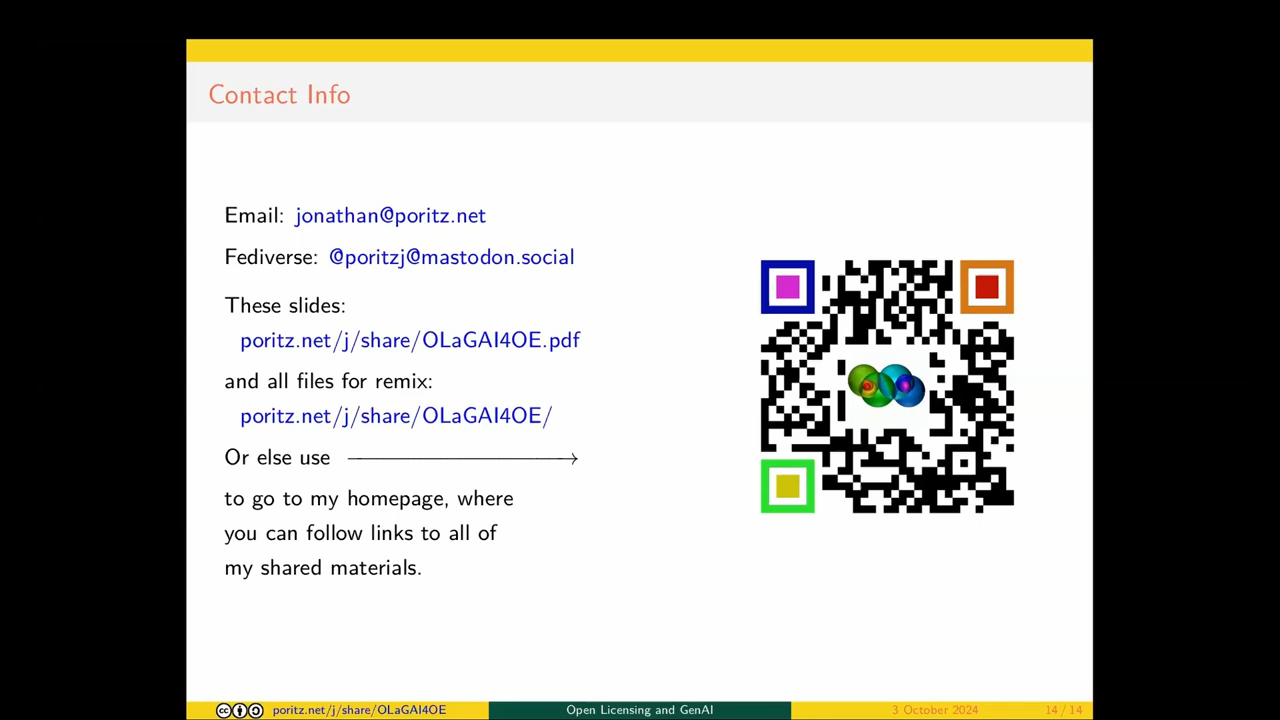 Contact Info
Email: jonathan@poritz.net
Fediverse: @poritzj@mastodon.social
These slides:
poritz.net/j/share/OLaGAI4OE.pdf
and all files for remix:
poritz.net/j/share/OLaGAI4OE/
Or else use
to go to my homepage, where
you can follow links to all of
my shared materials.
poritz.net/j/share/OLaGAI4OE
Open Licensing and GenAI
3 October 2024
14 / 14